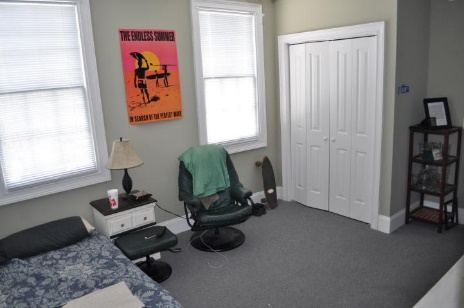 THE ENDLESS SUMMER
IN SEARCH OF THE PERFECT WAVE